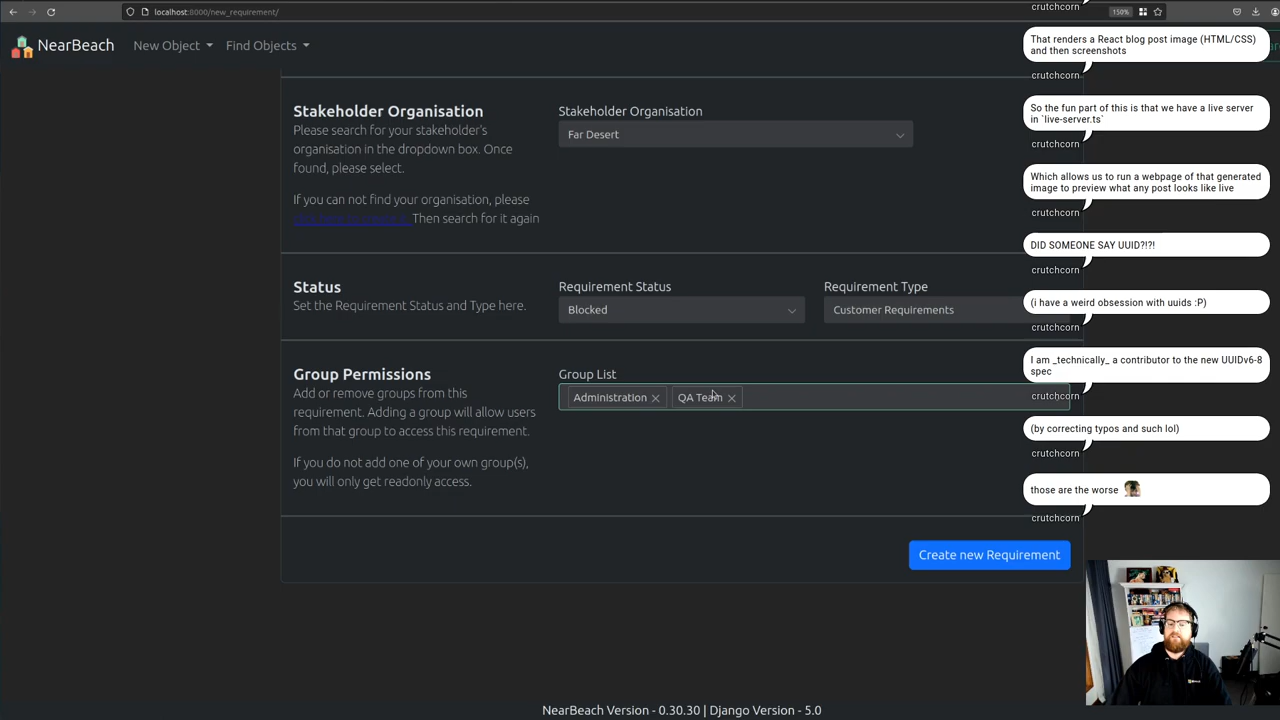 localhost:8000/new_requirement/
150%
NearBeach
New Object
Find Objects
Stakeholder Organisation
Please search for your stakeholder's
organisation in the dropdown box. Once
found, please select.
If you can not find your organisation, please
Then search for it again
Stakeholder Organisation
Far Desert
Status
Set the Requirement Status and Type here.
Requirement Status
Blocked
Requirement Type
Customer Requirements
Group Permissions
Add or remove groups from this
requirement. Adding a group will allow users
from that group to access this requirement.
If you do not add one of your own group(s),
you will only get readonly access.
Group List
Administration
QA Team
Create new Requirement
NearBeach Version - 0.30.30 | Django Version - 5.0
crutchcorn
That renders a React blog post image (HTML/CSS)
and then screenshots
crutchcorn
So the fun part of this is that we have a live server
in `live-server.ts`
crutchcorn
Which allows us to run a webpage of that generated
image to preview what any post looks like live
crutchcorn
DID SOMEONE SAY UUID?!?!
crutchcorn
(i have a weird obsession with uuids :P)
crutchcorn
I am _technically_ a contributor to the new UUIDv6-8
spec
crutchcorn
(by correcting typos and such lol)
crutchcorn
those are the worse
crutchcorn